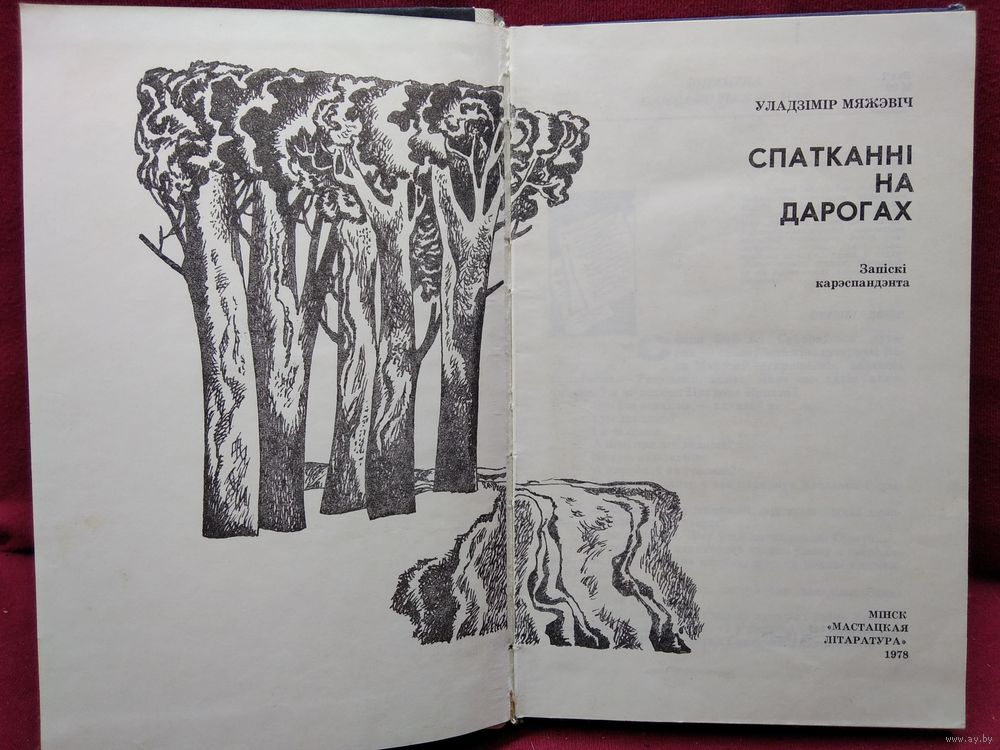 УЛАДЗІМІР МЯЖЭВІЧ
СПАТКАННІ
НА
ДАРОГАХ
Запіскі
карэспандэнта
МІНСК
«МАСТАЦКАЯ
ЛІТАРАТУРА»
1978
www.ay.by